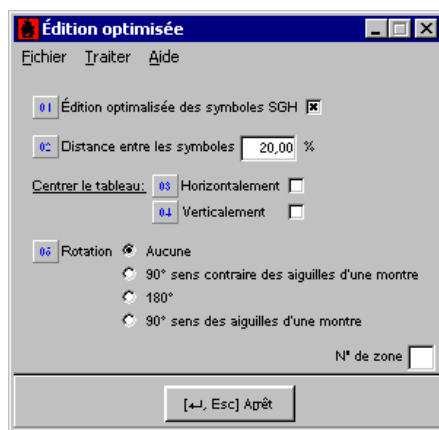 Édition optimisée
Fichier Traiter Aide
01 Édition optimalisée des symboles SGH
02 Distance entre les symboles 20,00 %
Centrer le tableau: 03 Horizontalement
04 Verticalement
05 Rotation Aucune
90° sens contraire des aiguilles d'une montre
180°
90° sens des aiguilles d'une montre
N° de zone
[↵, Esc] Arrêt